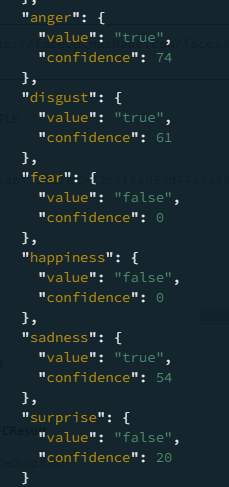 },
"anger": {
"value": "true",
"confidence": 74
},
"disgust": {
"value": "true",
"confidence": 61
},
"fear": {
"value": "false",
"confidence": 0
},
"happiness": {
"value": "false",
"confidence": 0
},
"sadness": {
"value": "true",
"confidence": 54
},
"surprise": {
"value": "false",
"confidence": 20
}